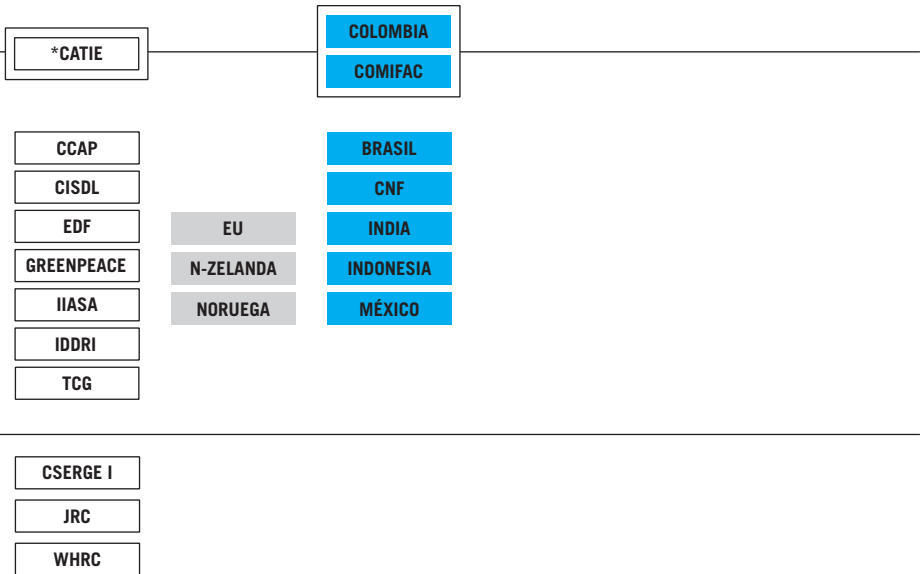 *CATIE
COLOMBIA
COMIFAC
CCAP
BRASIL
CISDL
CNF
EDF
EU
INDIA
GREENPEACE
N-ZELANDA
INDONESIA
IIASA
NORUEGA
MÉXICO
IDDRI
TCG
CSERGE I
JRC
WHRC